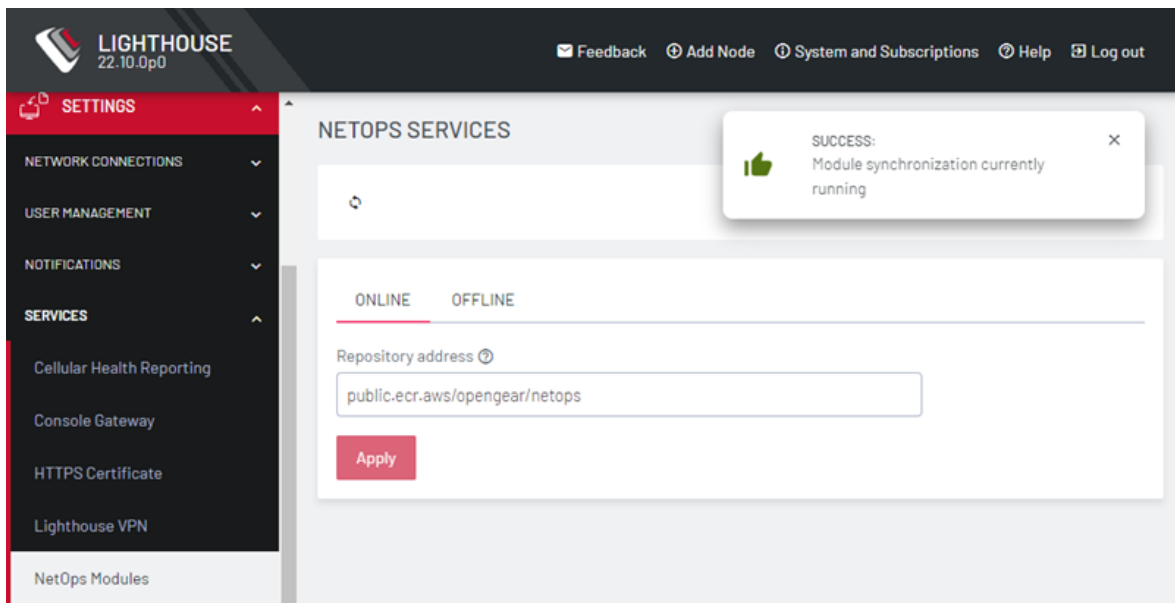 LIGHTHOUSE
22.10.0p0
Feedback
Add Node
System and Subscriptions
Help
Log out
SETTINGS
NETWORK CONNECTIONS
USER MANAGEMENT
NOTIFICATIONS
SERVICES
Cellular Health Reporting
Console Gateway
HTTPS Certificate
Lighthouse VPN
NetOps Modules
NETOPS SERVICES
SUCCESS:
Module synchronization currently
running
ONLINE
OFFLINE
Repository address
public.ecr.aws/opengear/netops
Apply